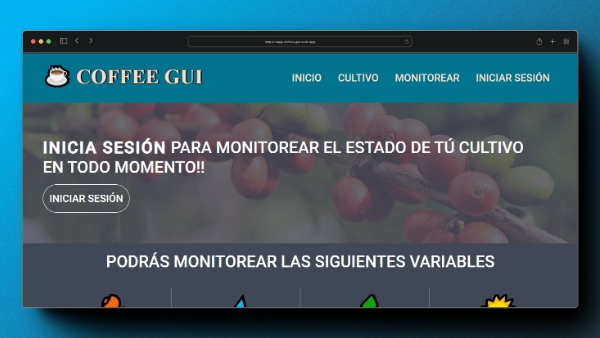 COFFEE GUI
INICIO CULTIVO MONITOREAR INICIAR SESIÓN
INICIA SESIÓN PARA MONITOREAR EL ESTADO DE TÚ CULTIVO
EN TODO MOMENTO!!
INICIAR SESIÓN
PODRÁS MONITOREAR LAS SIGUIENTES VARIABLES